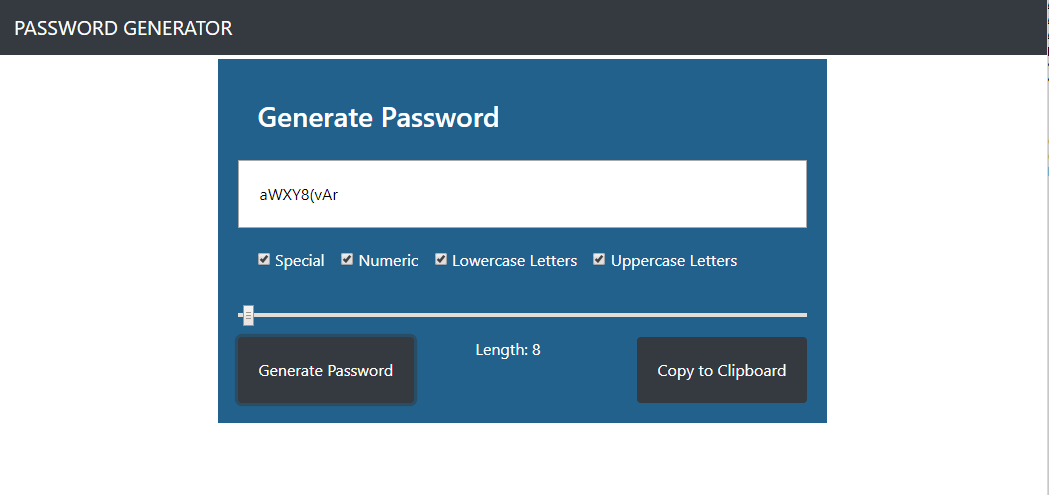 PASSWORD GENERATOR
Generate Password
aWXY8(vAr
Special Numeric Lowercase Letters Uppercase Letters
Length: 8
Generate Password Copy to Clipboard